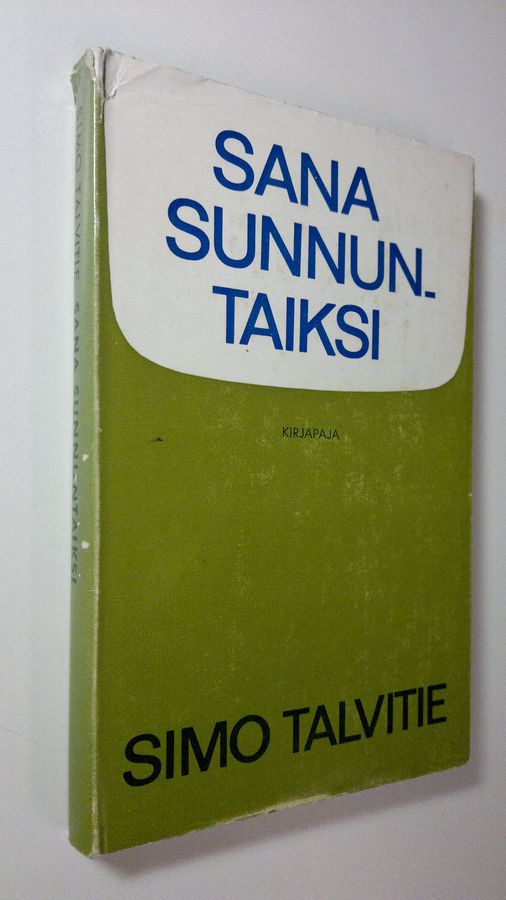 SANA
SUNNUN-
TAIKSI
KIRJAPAJA
SIMO TALVITIE
SIMO TALVITIE SANA SUNNUNTAIKSI